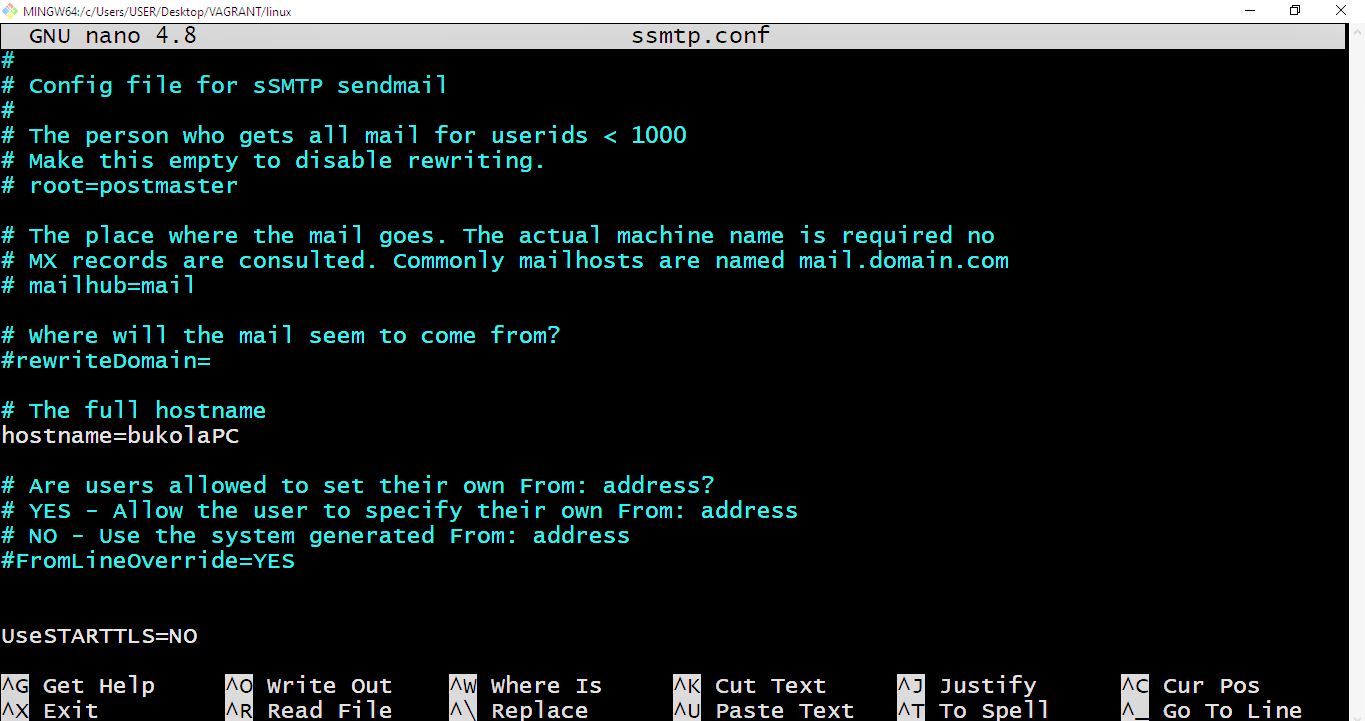 MINGW64:/c/Users/USER/Desktop/VAGRANT/linux
GNU nano 4.8 ssmtp.conf
#
# Config file for sSMTP sendmail
#
# The person who gets all mail for userids < 1000
# Make this empty to disable rewriting.
# root=postmaster
# The place where the mail goes. The actual machine name is required no
# MX records are consulted. Commonly mailhosts are named mail.domain.com
# mailhub=mail
# Where will the mail seem to come from?
#rewriteDomain=
# The full hostname
hostname=bukolaPC
# Are users allowed to set their own From: address?
# YES - Allow the user to specify their own From: address
# NO - Use the system generated From: address
#FromLineOverride=YES
UseSTARTTLS=NO
^G Get Help ^O Write Out ^W Where Is ^K Cut Text ^J Justify ^C Cur Pos
^X Exit ^R Read File ^\ Replace ^U Paste Text ^T To Spell ^_ Go To Line